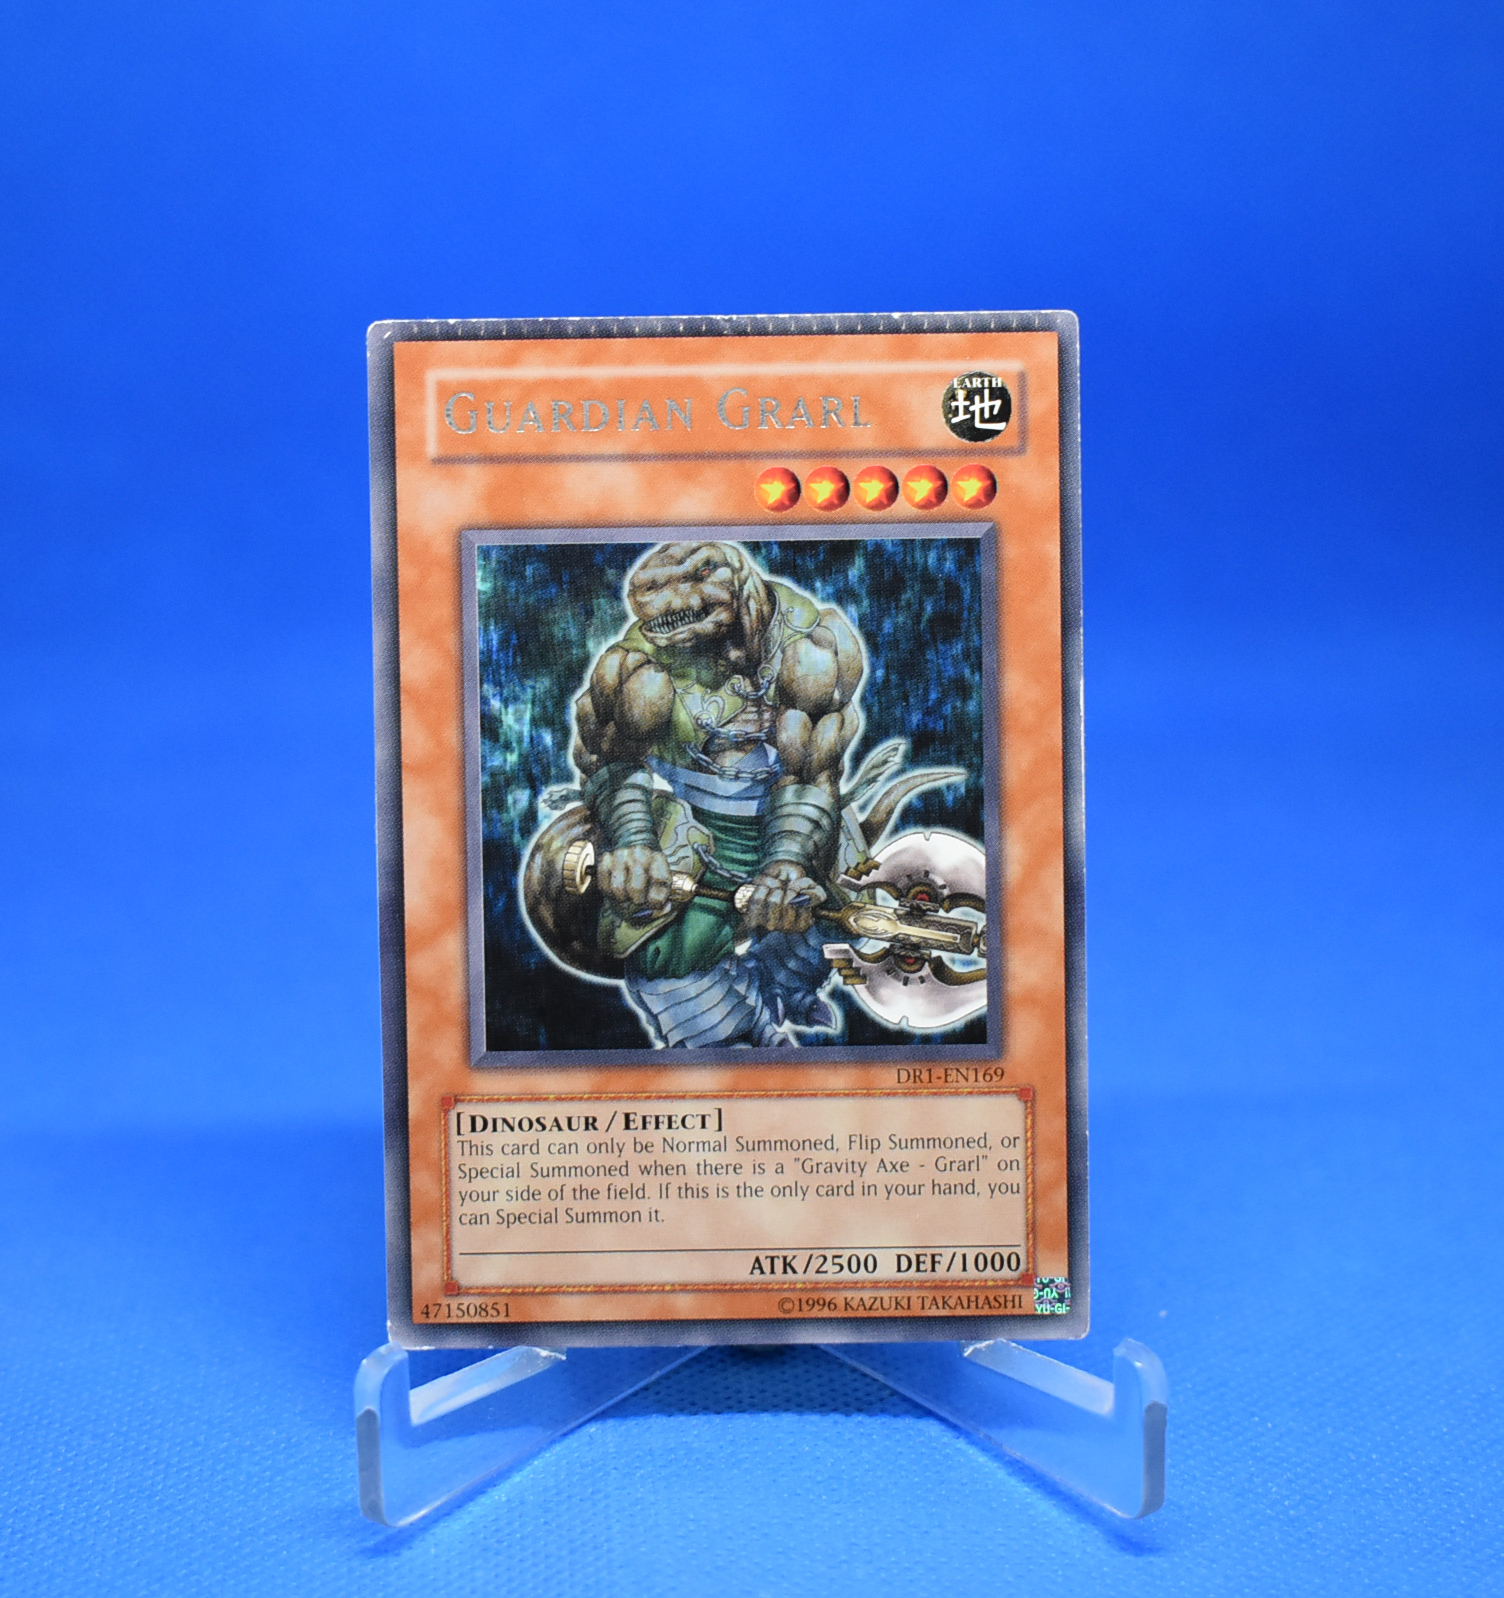 GUARDIAN GRARL
EARTH
地
DR1-EN169
[DINOSAUR / EFFECT]
This card can only be Normal Summoned, Flip Summoned, or
Special Summoned when there is a "Gravity Axe - Grarl" on
your side of the field. If this is the only card in your hand, you
can Special Summon it.
ATK/2500 DEF/1000
47150851
©1996 KAZUKI TAKAHASHI